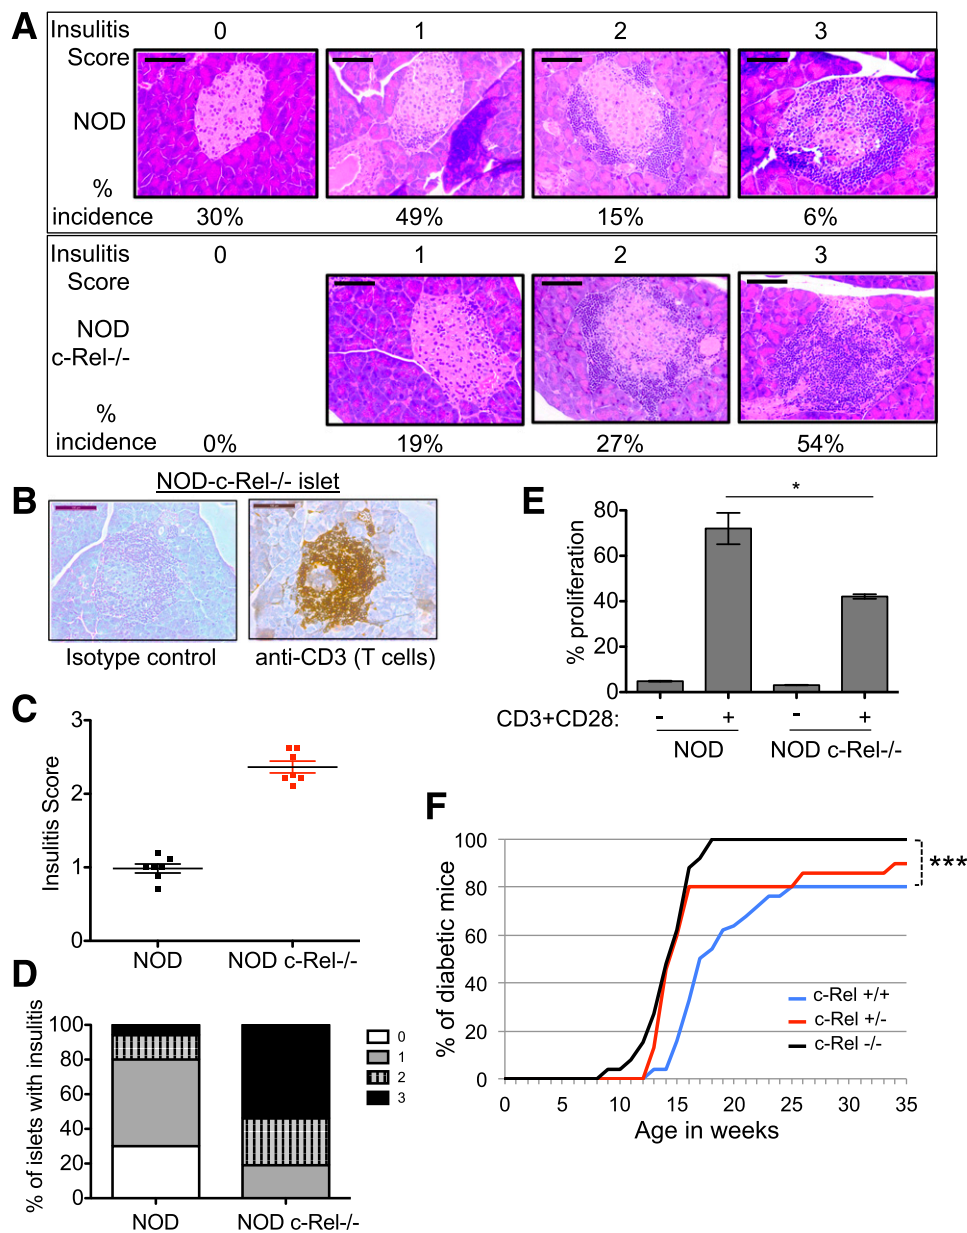 A
Insulitis Score 0 1 2 3
NOD
% incidence 30% 49% 15% 6%
Insulitis Score 0 1 2 3
NOD c-Rel-/-
% incidence 0% 19% 27% 54%
B
NOD-c-Rel-/- islet
Isotype control
anti-CD3 (T cells)
C
Insulitis Score
3
2
1
0
NOD
NOD c-Rel-/-
D
% of islets with insulitis
100
80
60
40
20
0
NOD
NOD c-Rel-/-
0
1
2
3
E
% proliferation
80
60
40
20
0
*
CD3+CD28: - + - +
NOD
NOD c-Rel-/-
F
% of diabetic mice
100
80
60
40
20
0
***
c-Rel +/+
c-Rel +/-
c-Rel -/-
0 5 10 15 20 25 30 35
Age in weeks